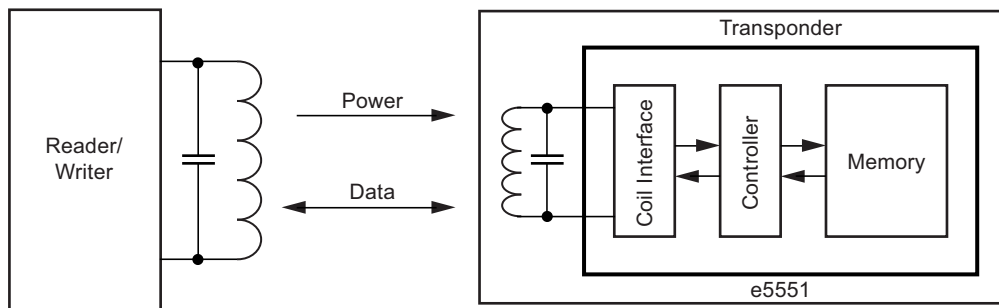 Transponder
Power
Reader/
Writer
Data
Coil Interface
Controller
Memory
e5551